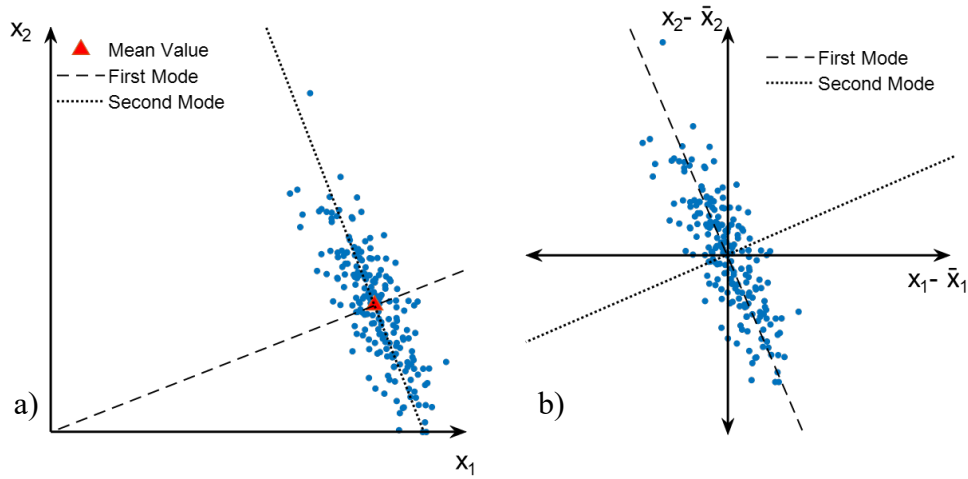 x₂
Mean Value
First Mode
Second Mode
a)
x₁
x₂- x̄₂
First Mode
Second Mode
x₁- x̄₁
b)